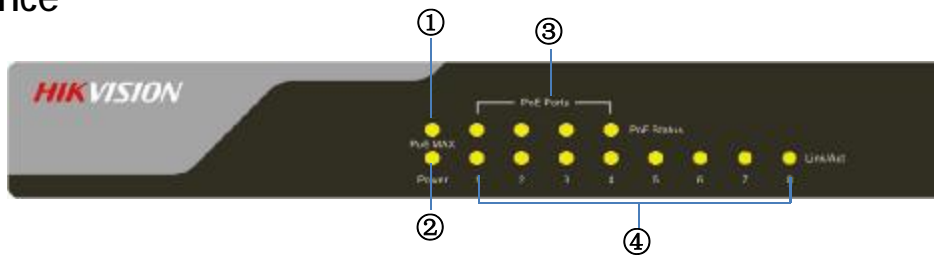 nce
① ③
HIKVISION
PoE Ports
PoE Status
PoE MAX
Link/Act
Power 1 2 3 4 5 6 7 8
② ④